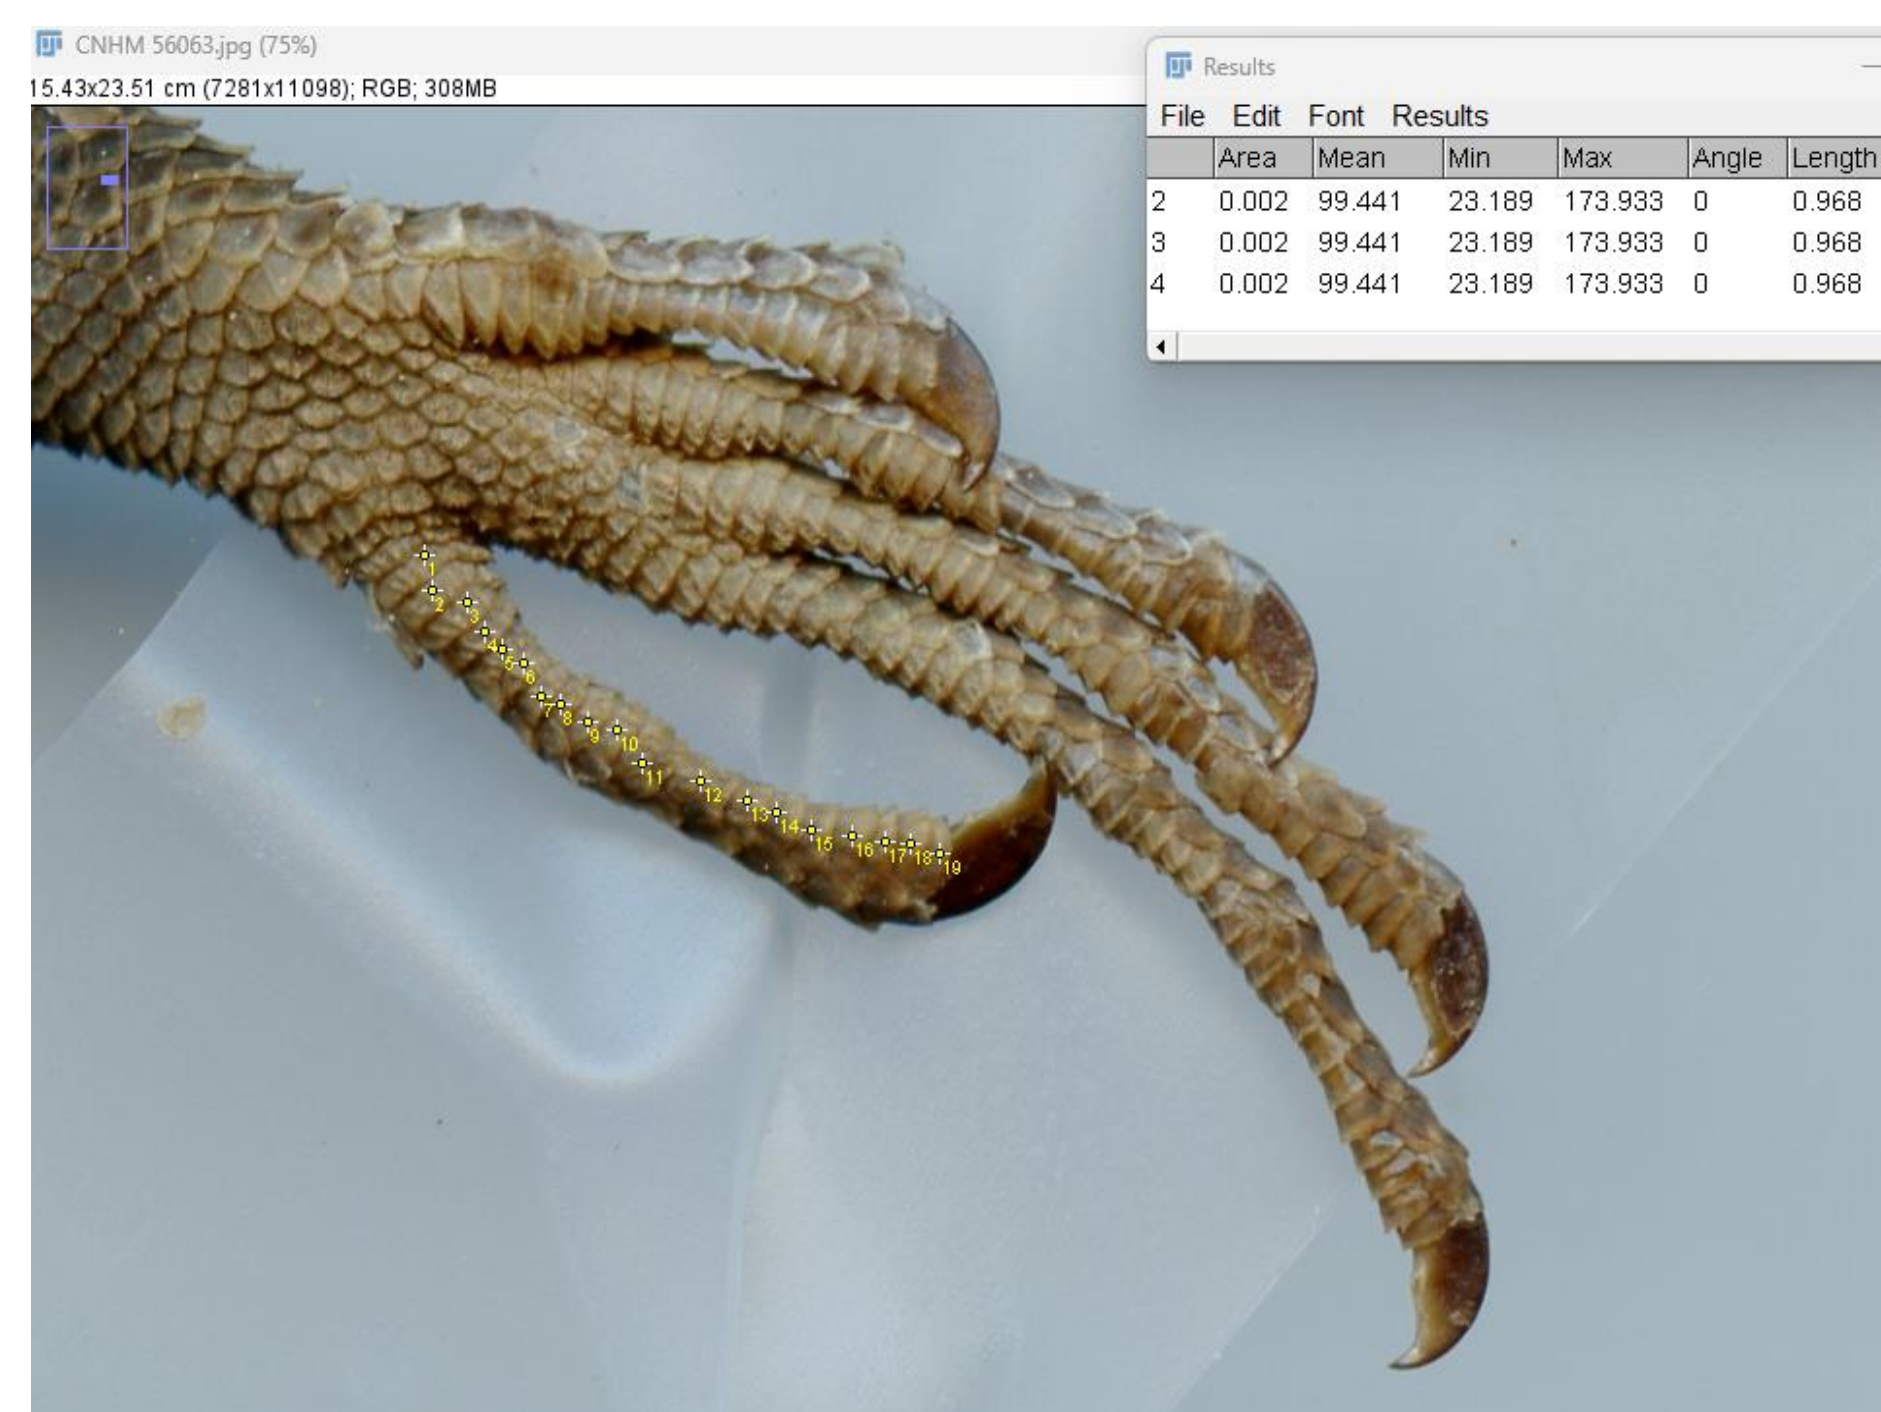 CNHM 56063.jpg (75%)
15.43x23.51 cm (7281x11098); RGB; 308MB
Results
File Edit Font Results
Area Mean Min Max Angle Length
2 0.002 99.441 23.189 173.933 0 0.968
3 0.002 99.441 23.189 173.933 0 0.968
4 0.002 99.441 23.189 173.933 0 0.968
1
2
3
4
5
6
7
8
9
10
11
12
13
14
15
16
17
18
19